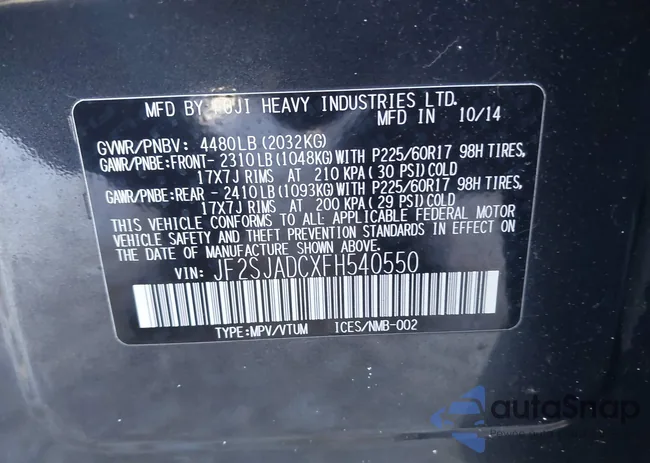 MFD BY FUJI HEAVY INDUSTRIES LTD.
MFD IN 10/14
GVWR/PNBV: 4480LB (2032KG)
GAWR/PNBE:FRONT- 2310LB (1048KG) WITH P225/60R17 98H TIRES,
17X7J RIMS AT 210 KPA (30 PSI) COLD
GAWR/PNBE:REAR - 2410LB (1093KG) WITH P225/60R17 98H TIRES,
17X7J RIMS AT 200 KPA (29 PSI) COLD
THIS VEHICLE CONFORMS TO ALL APPLICABLE FEDERAL MOTOR
VEHICLE SAFETY AND THEFT PREVENTION STANDARDS IN EFFECT
ON THE DATE OF MANUFACTURE SHOWN ABOVE.
VIN: JF2SJADCXFH540550
TYPE:MPV/VTUM ICES/NMB-002
autoSnap